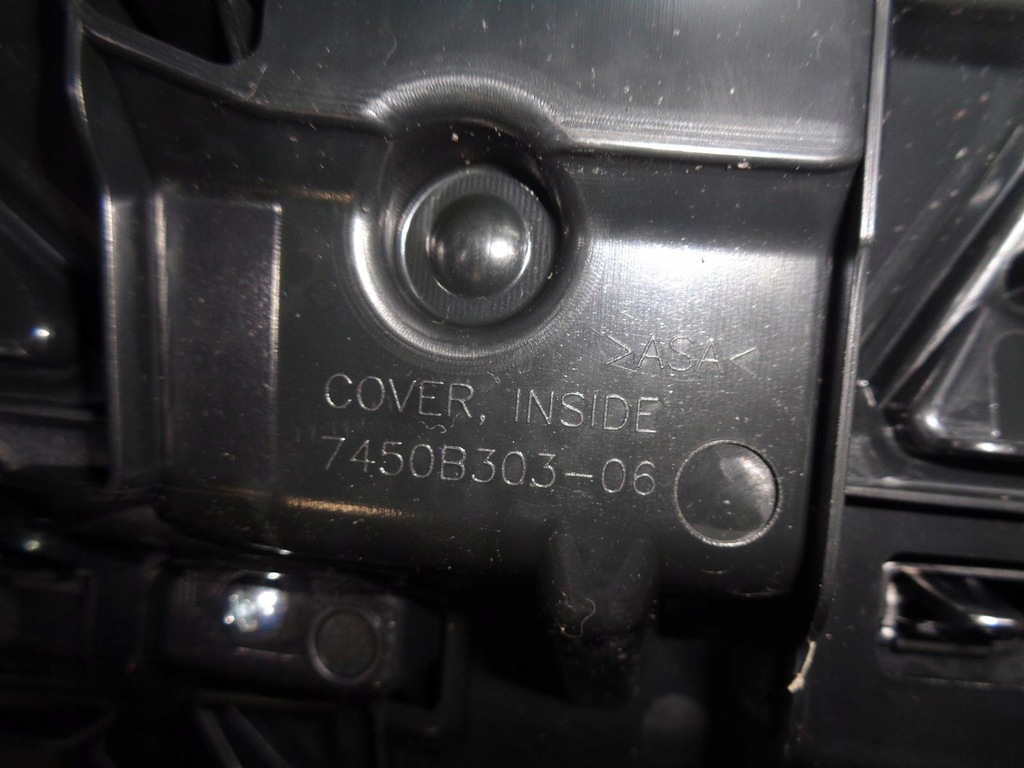 >ASA<
COVER, INSIDE
7450B303-06